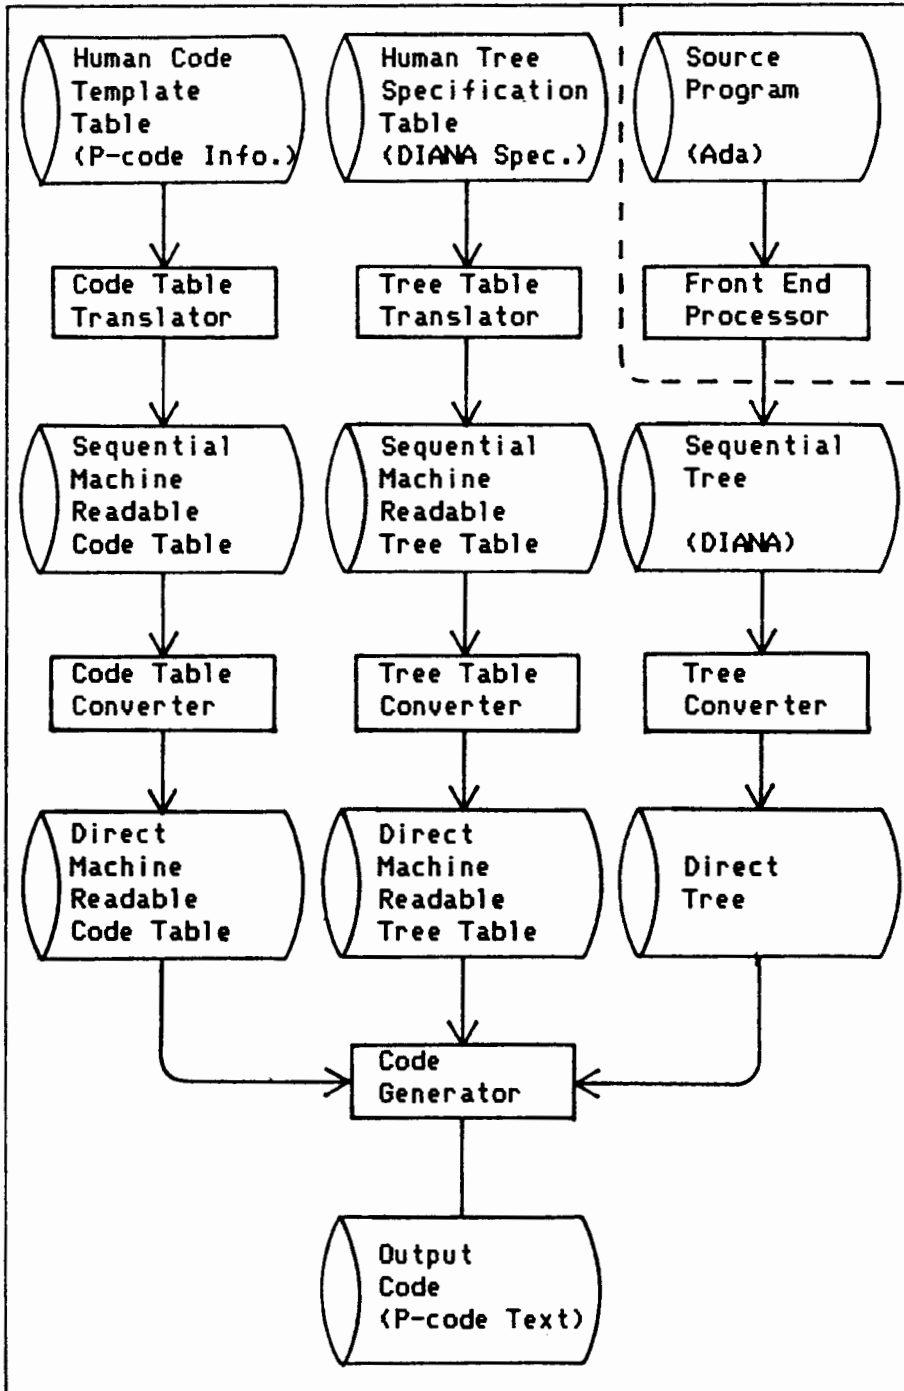 Human Code
Template
Table
(P-code Info.)
Human Tree
Specification
Table
(DIANA Spec.)
Source
Program
(Ada)
Code Table
Translator
Tree Table
Translator
Front End
Processor
Sequential
Machine
Readable
Code Table
Sequential
Machine
Readable
Tree Table
Sequential
Tree
(DIANA)
Code Table
Converter
Tree Table
Converter
Tree
Converter
Direct
Machine
Readable
Code Table
Direct
Machine
Readable
Tree Table
Direct
Tree
Code
Generator
Output
Code
(P-code Text)